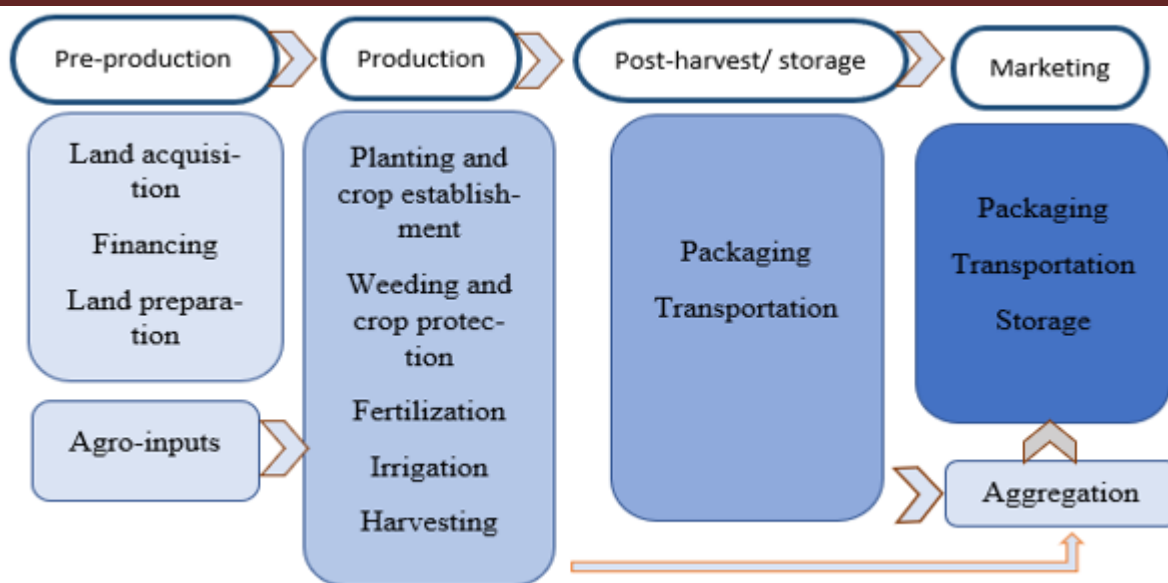 Pre-production
Production
Post-harvest/ storage
Marketing
Land acquisi-
tion
Financing
Land prepara-
tion
Agro-inputs
Planting and
crop establish-
ment
Weeding and
crop protec-
tion
Fertilization
Irrigation
Harvesting
Packaging
Transportation
Packaging
Transportation
Storage
Aggregation